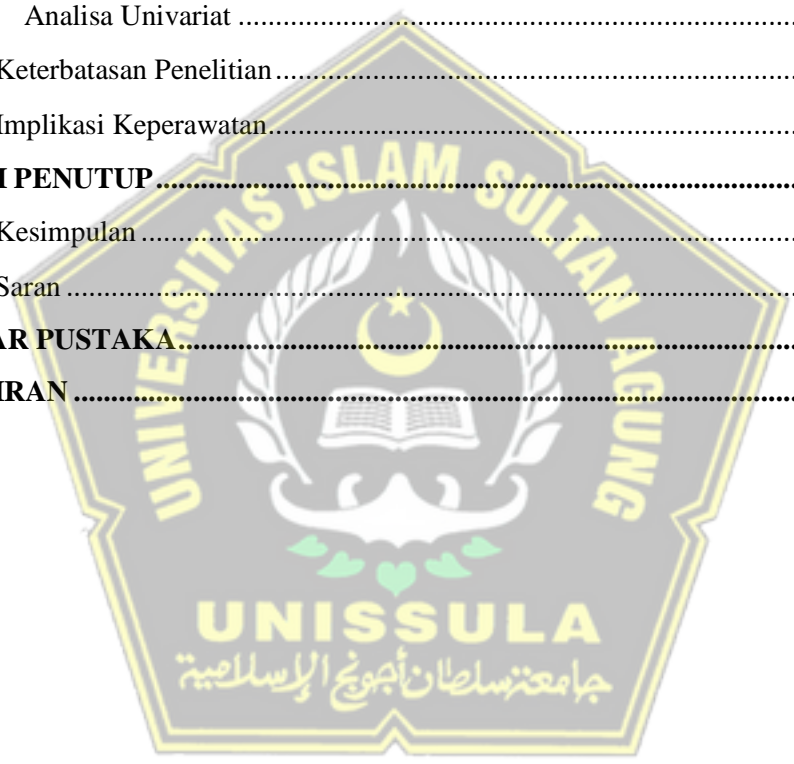 Analisa Univariat ........................................................................
Keterbatasan Penelitian ........................................................................
Implikasi Keperawatan ........................................................................
I PENUTUP ........................................................................
Kesimpulan ........................................................................
Saran ........................................................................
AR PUSTAKA ........................................................................
IRAN ........................................................................
UNIVERSITAS ISLAM SULTAN AGUNG
UNISSULA
جامعة سلطان أجونج الإسلامية